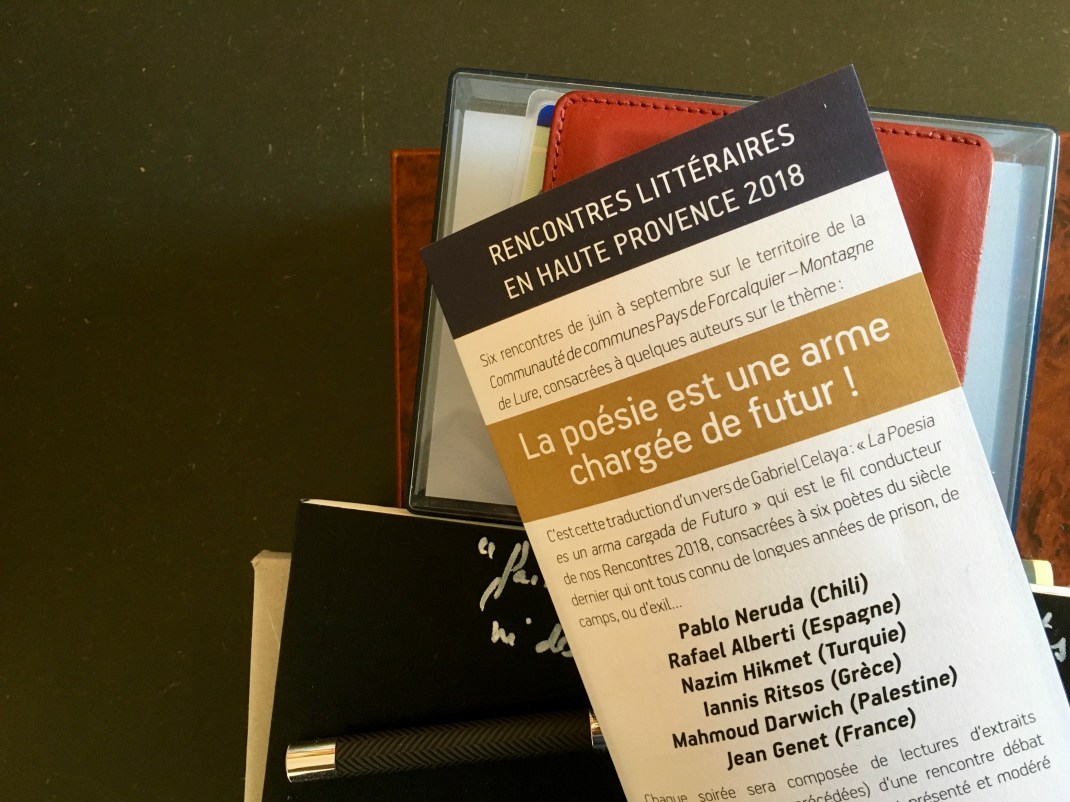 RENCONTRES LITTÉRAIRES
EN HAUTE PROVENCE 2018
Six rencontres de juin à septembre sur le territoire de la
Communauté de communes Pays de Forcalquier – Montagne
de Lure, consacrées à quelques auteurs sur le thème :
La poésie est une arme
chargée de futur !
C'est cette traduction d'un vers de Gabriel Celaya : « La Poesía
es un arma cargada de Futuro » qui est le fil conducteur
de nos Rencontres 2018, consacrées à six poètes du siècle
dernier qui ont tous connu de longues années de prison, de
camps, ou d'exil...
Pablo Neruda (Chili)
Rafael Alberti (Espagne)
Nazim Hikmet (Turquie)
Iannis Ritsos (Grèce)
Mahmoud Darwich (Palestine)
Jean Genet (France)
Chaque soirée sera composée de lectures d'extraits
d'une rencontre débat
présenté et modéré